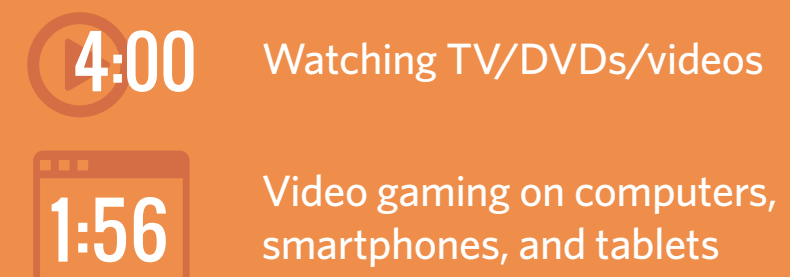 4:00 Watching TV/DVDs/videos
1:56 Video gaming on computers,
smartphones, and tablets